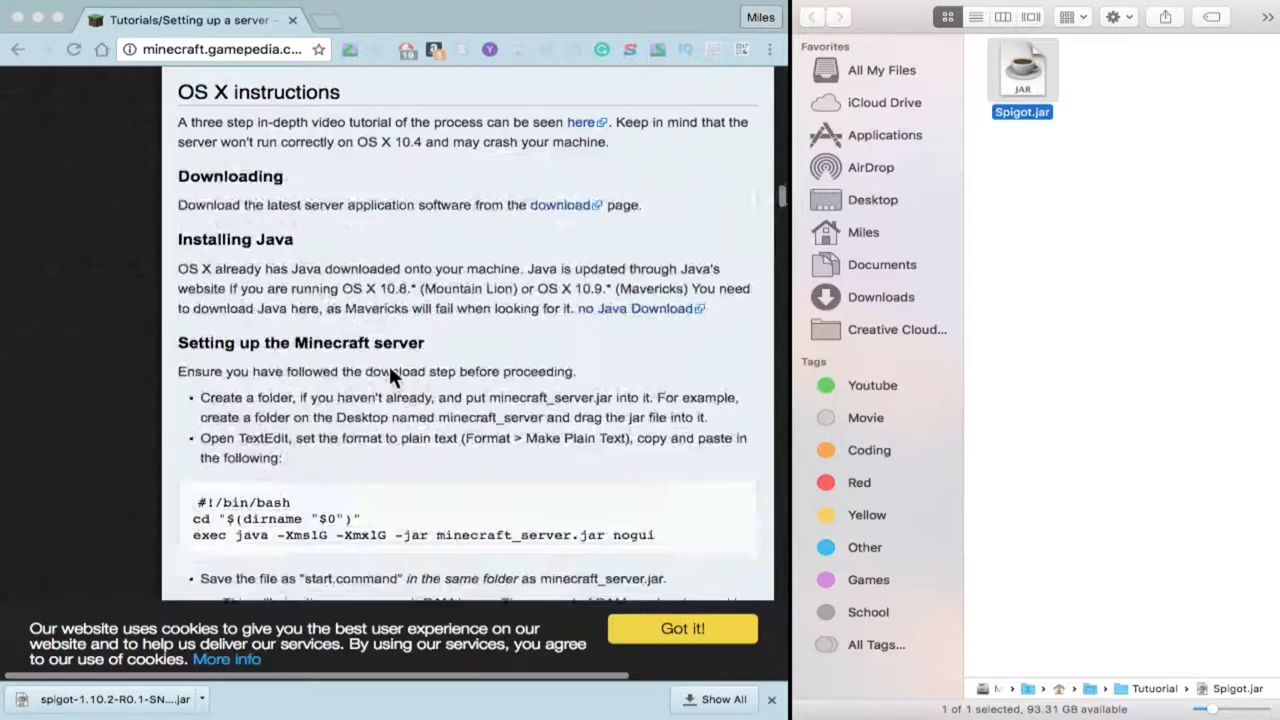 Tutorials/Setting up a server –
Miles
minecraft.gamepedia.c...
19
OS X instructions
A three step in-depth video tutorial of the process can be seen here. Keep in mind that the
server won't run correctly on OS X 10.4 and may crash your machine.
Downloading
Download the latest server application software from the download page.
Installing Java
OS X already has Java downloaded onto your machine. Java is updated through Java's
website if you are running OS X 10.8.* (Mountain Lion) or OS X 10.9.* (Mavericks) You need
to download Java here, as Mavericks will fail when looking for it. no Java Download
Setting up the Minecraft server
Ensure you have followed the download step before proceeding.
Create a folder, if you haven't already, and put minecraft_server.jar into it. For example,
create a folder on the Desktop named minecraft_server and drag the jar file into it.
Open TextEdit, set the format to plain text (Format > Make Plain Text), copy and paste in
the following:
#!/bin/bash
cd "$(dirname "$0")"
exec java -Xms1G -Xmx1G -jar minecraft_server.jar nogui
Save the file as "start.command" in the same folder as minecraft_server.jar.
Our website uses cookies to give you the best user experience on our
website and to help us deliver our services. By using our services, you agree
to our use of cookies. More info
Got it!
spigot-1.10.2-R0.1-SN....jar
Show All
Favorites
All My Files
iCloud Drive
Applications
AirDrop
Desktop
Miles
Documents
Downloads
Creative Cloud...
Tags
Youtube
Movie
Coding
Red
Yellow
Other
Games
School
All Tags...
JAR
Spigot.jar
M
Tutuorial
Spigot.jar
1 of 1 selected, 93.31 GB available